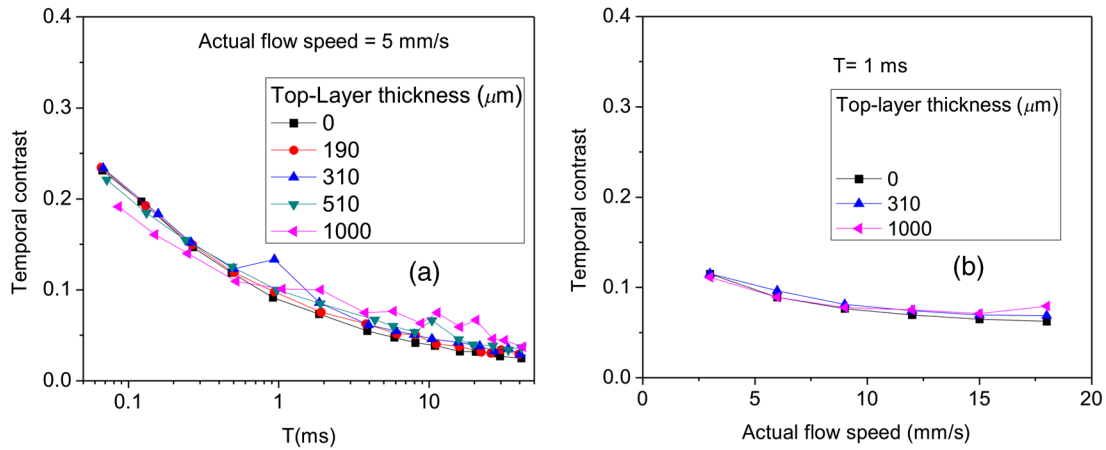 0.4
0.3
0.2
0.1
0.0
Temporal contrast
Actual flow speed = 5 mm/s
Top-Layer thickness (μm)
0
190
310
510
1000
(a)
0.1
1
10
T(ms)
0.4
0.3
0.2
0.1
0.0
Temporal contrast
T= 1 ms
Top-layer thickness (μm)
0
310
1000
(b)
0
5
10
15
20
Actual flow speed (mm/s)